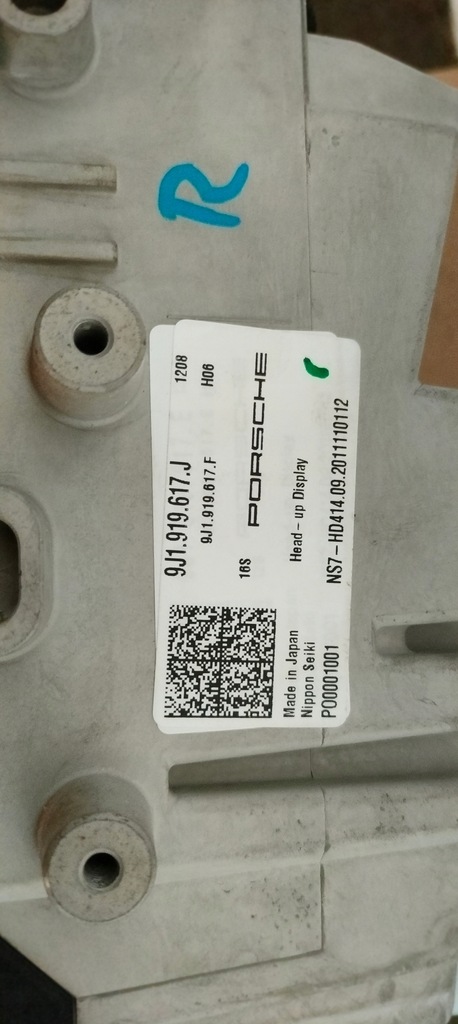 R
9J1.919.617.J 1208
9J1.919.617.F H06
16S
PORSCHE
Made in Japan Head-up Display
Nippon Seiki
P00001001 NS7-HD414.09.2011110112